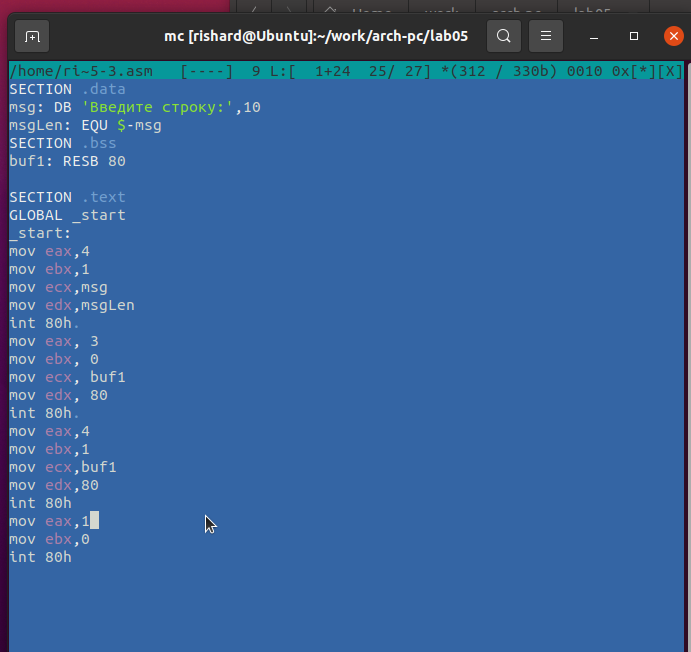 mc [rishard@Ubuntu]:~/work/arch-pc/lab05
/home/ri~5-3.asm   [----]  9 L:[  1+24  25/ 27] *(312 / 330b) 0010 0x[*][X]
SECTION .data
msg: DB 'Введите строку:',10
msgLen: EQU $-msg
SECTION .bss
buf1: RESB 80
SECTION .text
GLOBAL _start
_start:
mov eax,4
mov ebx,1
mov ecx,msg
mov edx,msgLen
int 80h.
mov eax, 3
mov ebx, 0
mov ecx, buf1
mov edx, 80
int 80h.
mov eax,4
mov ebx,1
mov ecx,buf1
mov edx,80
int 80h
mov eax,1
mov ebx,0
int 80h